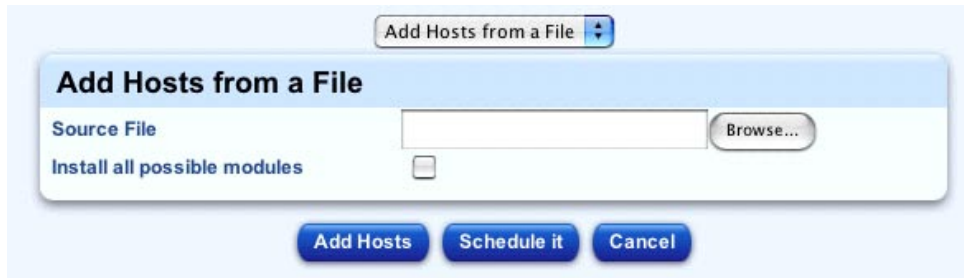 Add Hosts from a File
Add Hosts from a File
Source File Browse...
Install all possible modules
Add Hosts Schedule it Cancel